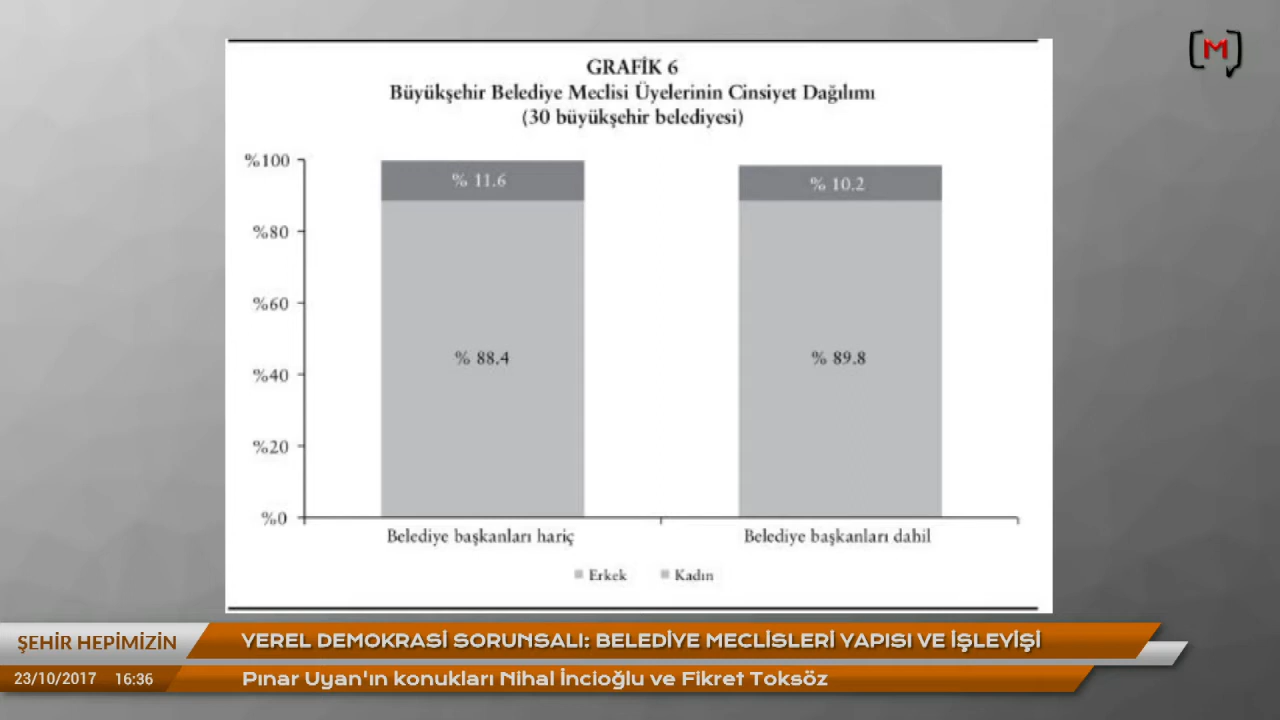 GRAFİK 6
Büyükşehir Belediye Meclisi Üyelerinin Cinsiyet Dağılımı
(30 büyükşehir belediyesi)
%100
%80
%60
%40
%20
%0
% 11.6
% 10.2
% 88.4
% 89.8
Belediye başkanları hariç
Belediye başkanları dahil
Erkek
Kadın
[M]
ŞEHİR HEPİMİZİN
YEREL DEMOKRASİ SORUNSALI: BELEDİYE MECLİSLERİ YAPISI VE İŞLEYİŞİ
23/10/2017 16:36
Pınar Uyan'ın konukları Nihal İncioğlu ve Fikret Toksöz